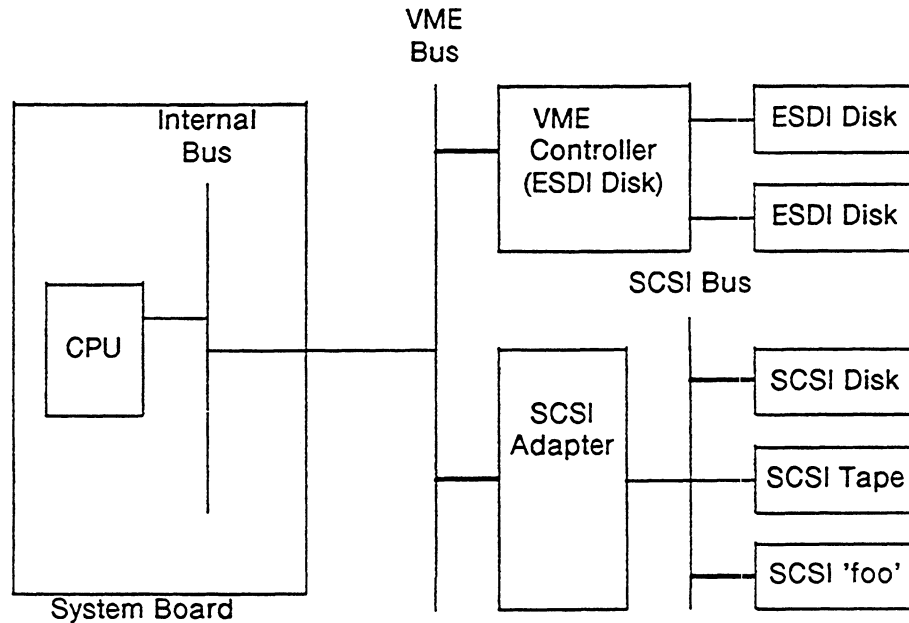 VME
Bus
Internal
Bus
CPU
System Board
VME
Controller
(ESDI Disk)
ESDI Disk
ESDI Disk
SCSI Bus
SCSI
Adapter
SCSI Disk
SCSI Tape
SCSI 'foo'